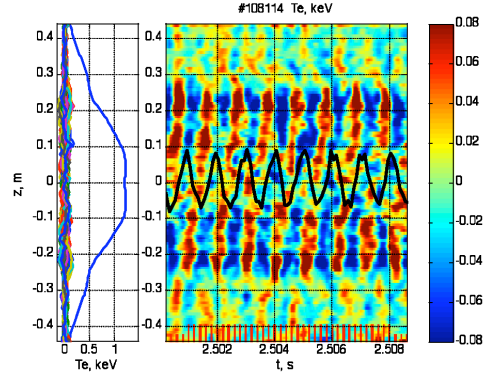 #108114 Te, keV
0.4 0.4 0.08
0.3 0.3 0.06
0.2 0.2 0.04
0.1 0.1 0.02
z, m 0 0 0
-0.1 -0.1 -0.02
-0.2 -0.2 -0.04
-0.3 -0.3 -0.06
-0.4 -0.4 -0.08
0 0.5 1 2.502 2.504 2.506 2.508
Te, keV t, s